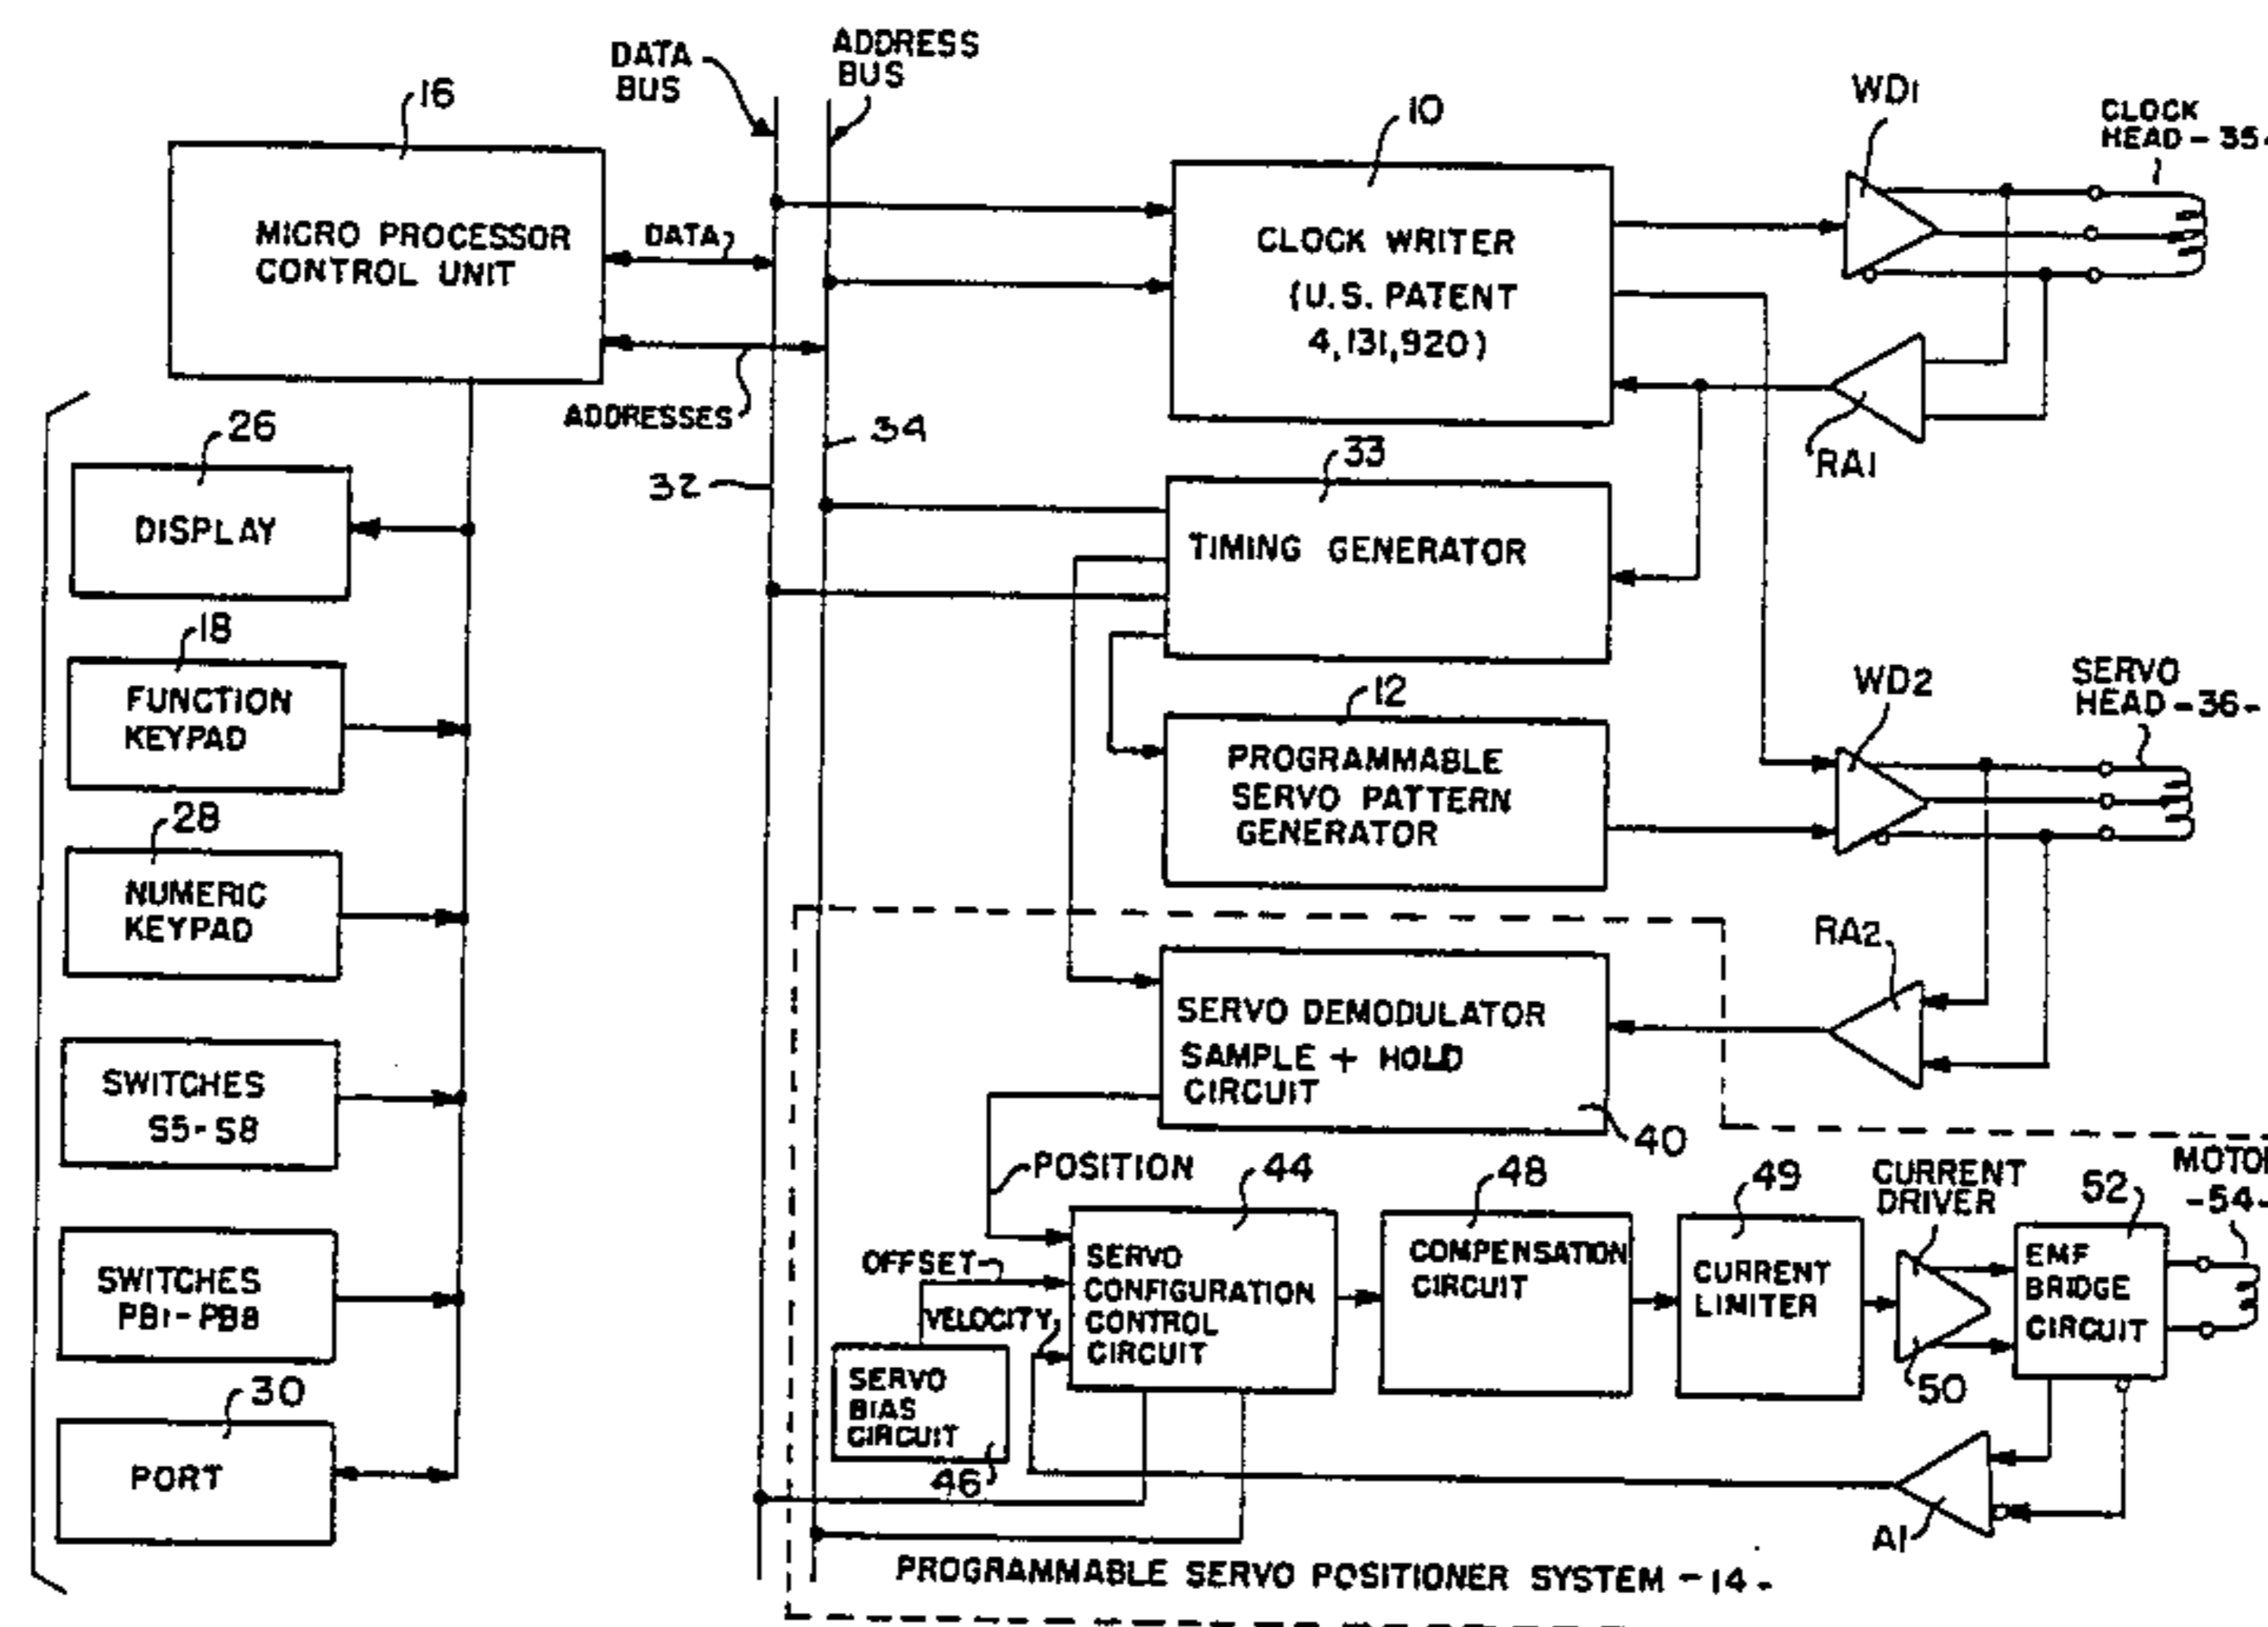 DATA
BUS
ADDRESS
BUS
16
MICRO PROCESSOR
CONTROL UNIT
DATA
ADDRESSES
32
34
10
CLOCK WRITER
(U.S. PATENT
4,131,920)
WD1
CLOCK
HEAD - 35-
RA1
33
TIMING GENERATOR
12
PROGRAMMABLE
SERVO PATTERN
GENERATOR
WD2
SERVO
HEAD - 36-
RA2
26
DISPLAY
18
FUNCTION
KEYPAD
28
NUMERIC
KEYPAD
SWITCHES
S5-S8
SWITCHES
PB1-PB8
30
PORT
SERVO DEMODULATOR
SAMPLE + HOLD
CIRCUIT
40
POSITION
OFFSET
VELOCITY
44
SERVO
CONFIGURATION
CONTROL
CIRCUIT
SERVO
BIAS
CIRCUIT
46
48
COMPENSATION
CIRCUIT
49
CURRENT
LIMITER
CURRENT
DRIVER
50
52
EMF
BRIDGE
CIRCUIT
MOTO
-54-
A1
PROGRAMMABLE SERVO POSITIONER SYSTEM -14-